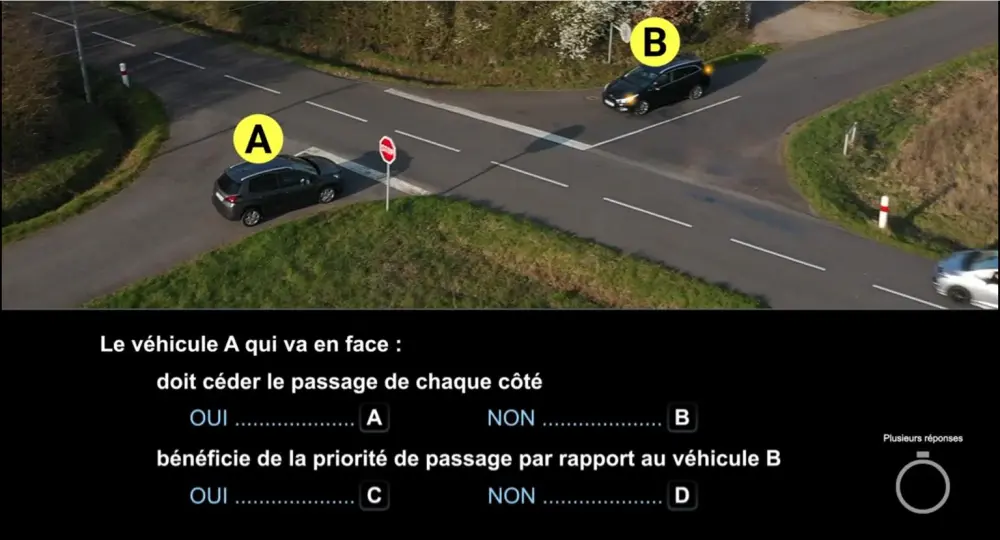 B
A
Le véhicule A qui va en face :
doit céder le passage de chaque côté
OUI ..................... A NON ..................... B
Plusieurs réponses
bénéficie de la priorité de passage par rapport au véhicule B
OUI ..................... C NON ..................... D